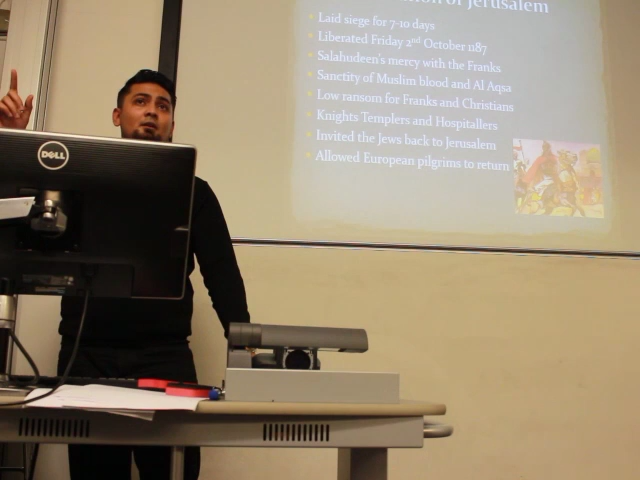 of Jerusalem
Laid siege for 7-10 days
Liberated Friday 2nd October 1187
Salahudeen's mercy with the Franks
Sanctity of Muslim blood and Al Aqsa
Low ransom for Franks and Christians
Knights Templers and Hospitallers
Invited the Jews back to Jerusalem
Allowed European pilgrims to return
DELL